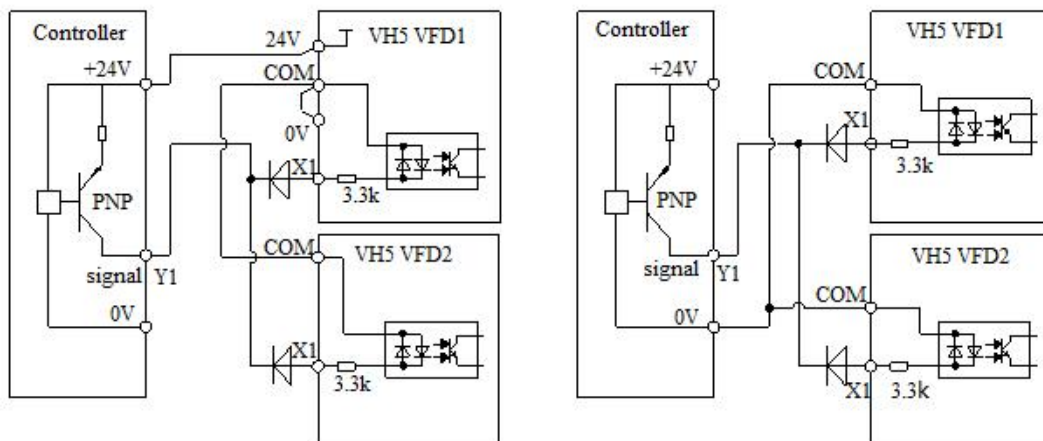 Controller
+24V
PNP
signal
Y1
0V
24V
VH5 VFD1
COM
0V
X1
3.3k
COM
VH5 VFD2
X1
3.3k
Controller
+24V
PNP
signal
Y1
0V
VH5 VFD1
COM
X1
3.3k
VH5 VFD2
COM
X1
3.3k